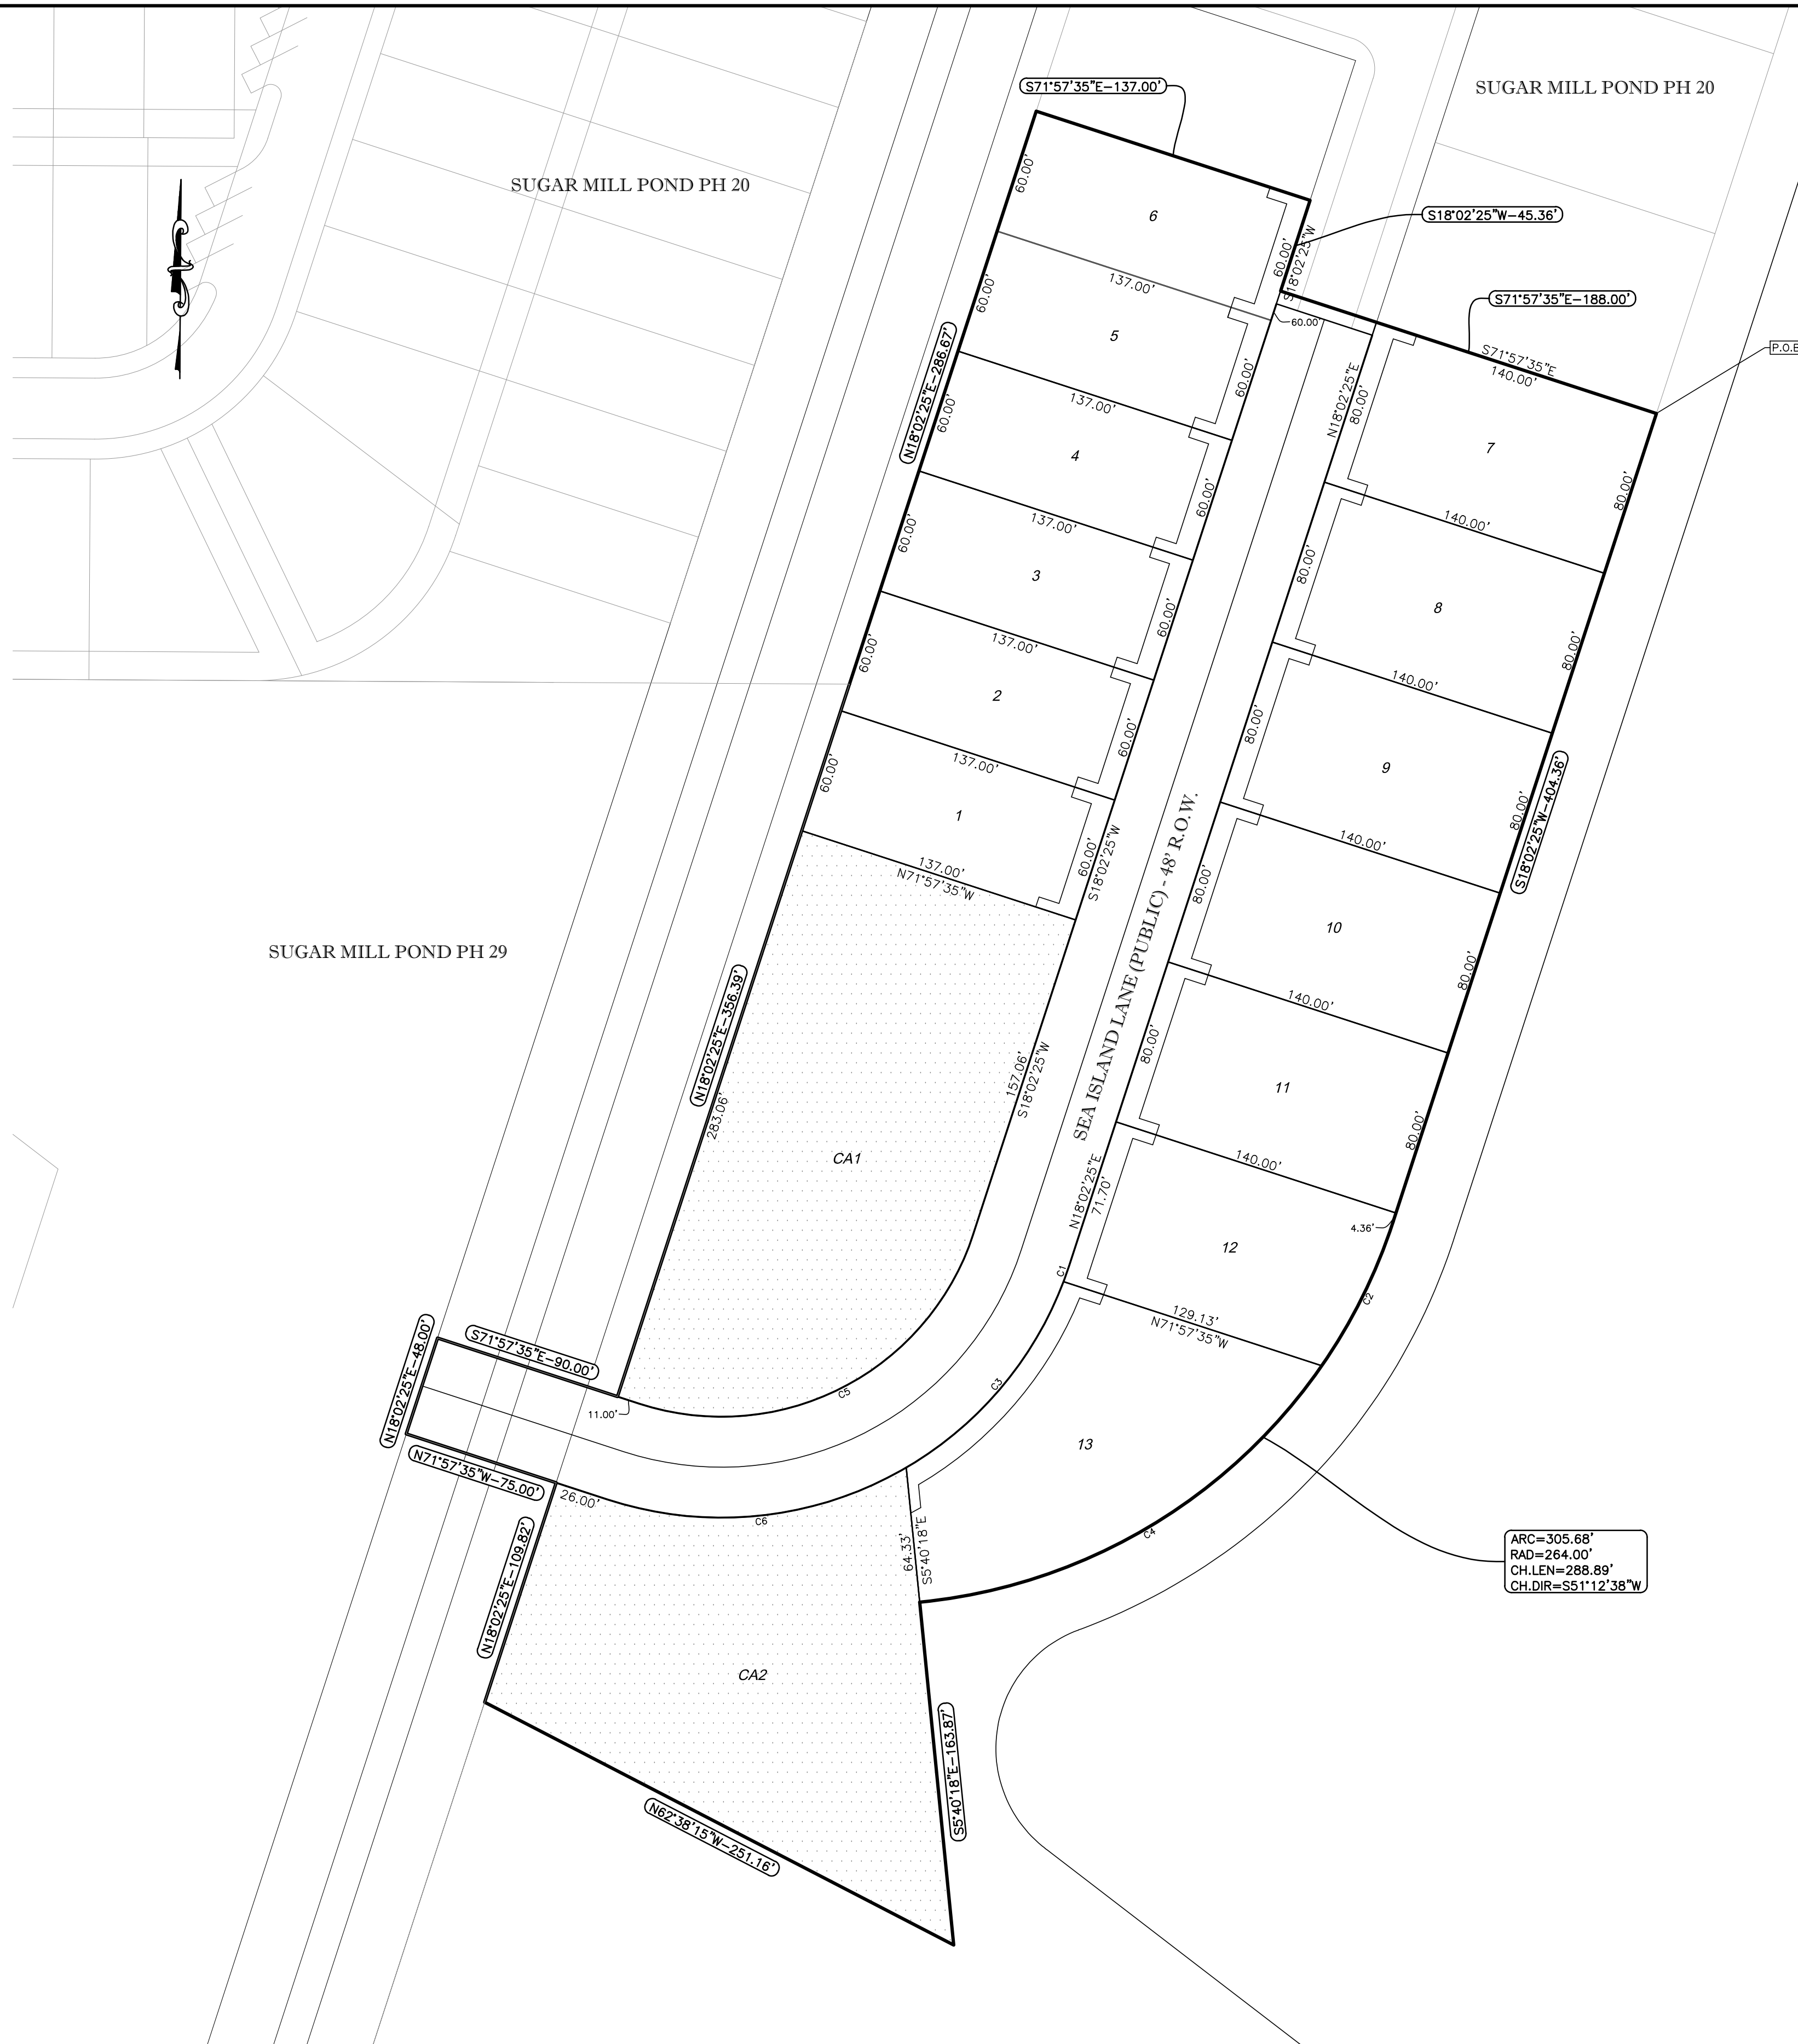 SUGAR MILL POND PH 20
S71°57'35"E-137.00'
SUGAR MILL POND PH 20
S18°02'25"W-45.36'
S71°57'35"E-188.00'
P.O.B
60.00'
6
60.00'
S18°02'25"W
137.00'
60.00'
5
60.00'
N18°02'25"E-286.67'
60.00'
137.00'
60.00'
4
60.00'
137.00'
60.00'
3
60.00'
137.00'
60.00'
2
60.00'
137.00'
60.00'
1
60.00'
S18°02'25"W
137.00'
N71°57'35"W
S71°57'35"E
140.00'
N18°02'25"E
80.00'
7
80.00'
140.00'
80.00'
8
80.00'
140.00'
80.00'
9
80.00'
S18°02'25"W-404.36'
140.00'
80.00'
10
80.00'
140.00'
80.00'
11
80.00'
140.00'
4.36'
N18°02'25"E
71.70'
12
C1
C2
129.13'
N71°57'35"W
SEA ISLAND LANE (PUBLIC) - 48' R.O.W.
SUGAR MILL POND PH 29
N18°02'25"E-356.39'
283.06'
157.06'
S18°02'25"W
CA1
N18°02'25"E-48.00'
S71°57'35"E-90.00'
11.00'
C5
C3
N71°57'35"W-75.00'
26.00'
C6
13
C4
64.33'
S5°40'18"E
N18°02'25"E-109.82'
CA2
S5°40'18"E-163.87'
N62°38'15"W-251.16'
ARC=305.68'
RAD=264.00'
CH.LEN=288.89'
CH.DIR=S51°12'38"W